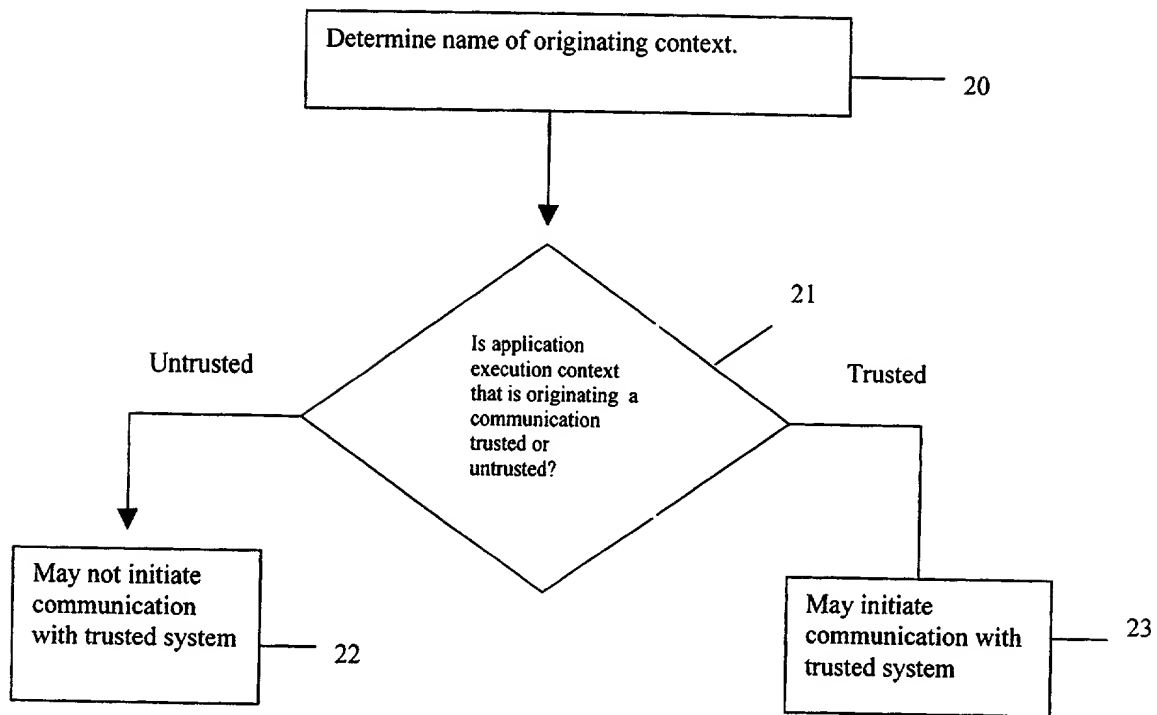 Determine name of originating context.
20
21
Is application
execution context
that is originating a
communication
trusted or
untrusted?
Untrusted
Trusted
May not initiate
communication
with trusted system
22
May initiate
communication with
trusted system
23